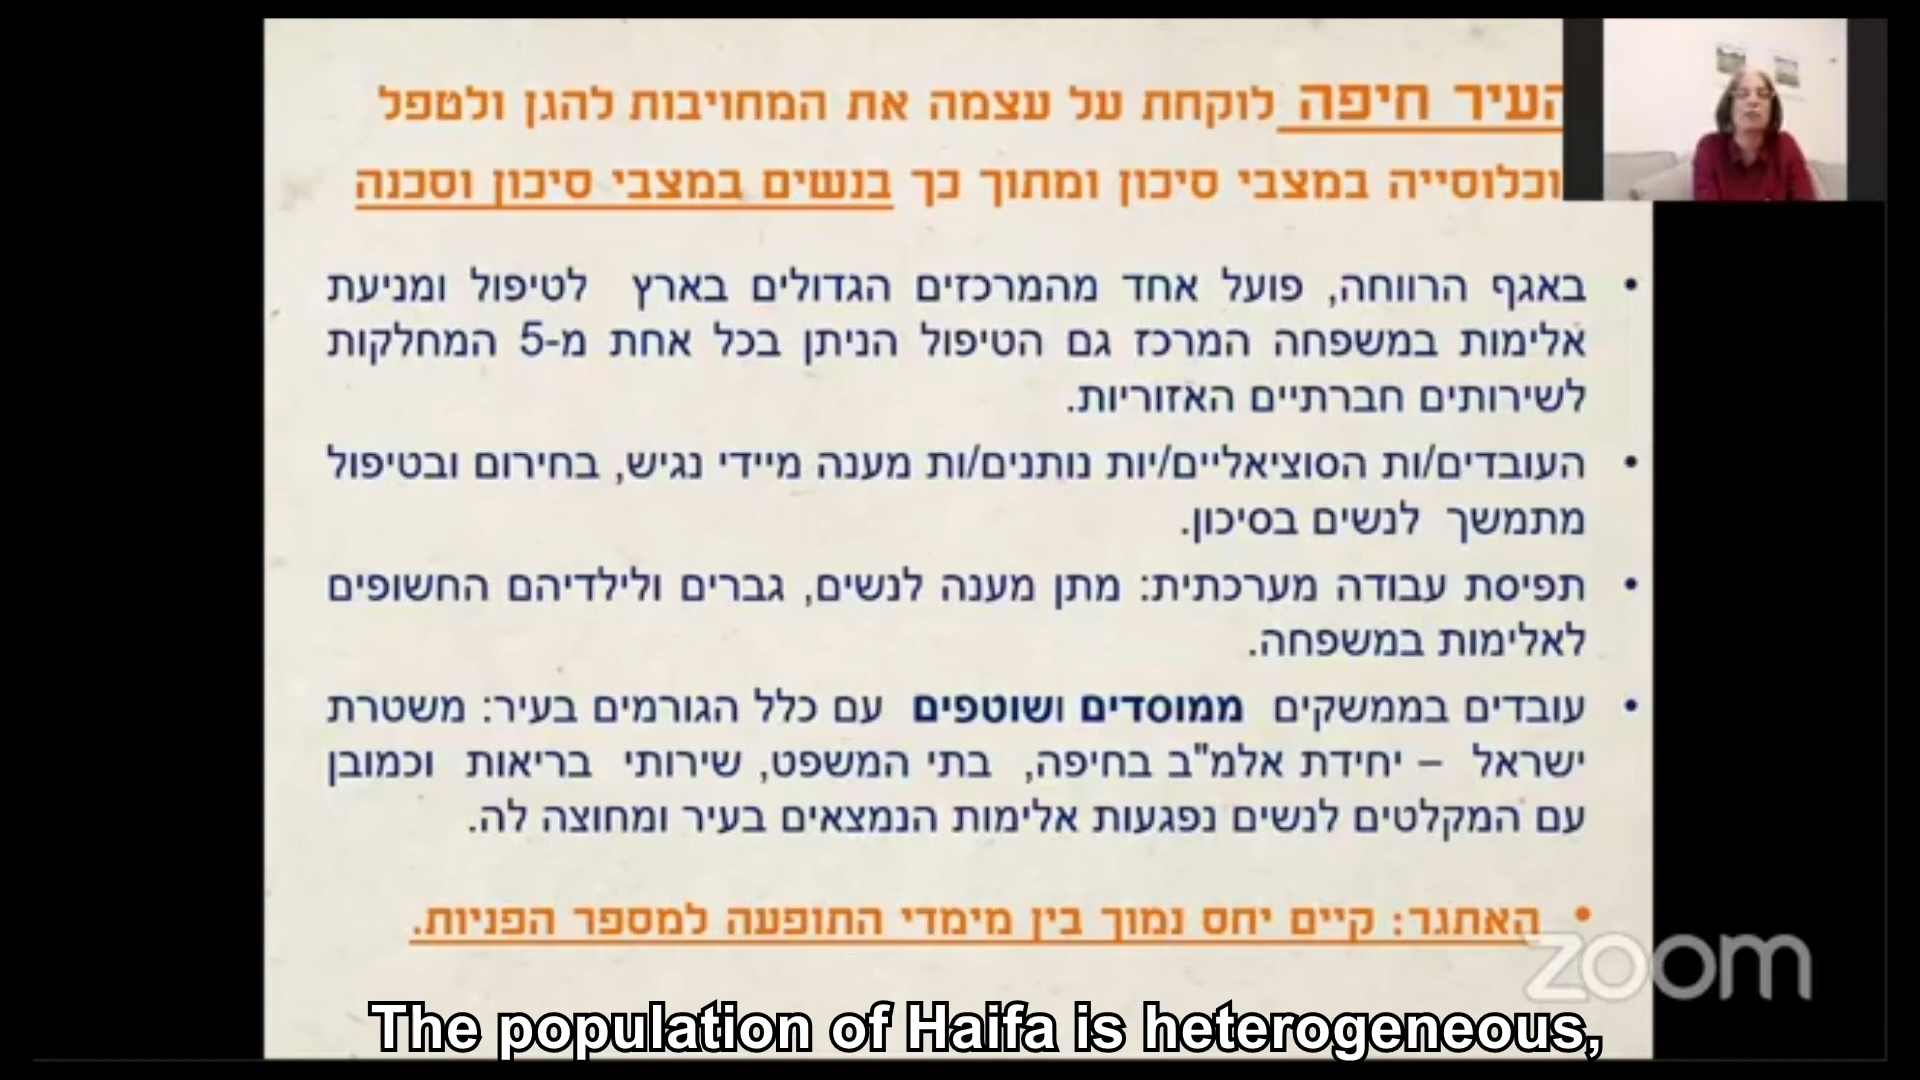 העיר חיפה לוקחת על עצמה את המחויבות להגן ולטפל
במצבי סיכון ומתוך כך בנשים במצבי סיכון וסכנה
• באגף הרווחה, פועל אחד מהמרכזים הגדולים בארץ לטיפול ומניעת
אלימות במשפחה המרכז גם הטיפול הניתן בכל אחת מ-5 המחלקות
לשירותים חברתיים האזוריות.
• העובדים/ות הסוציאליים/יות נותנים/ות מענה מיידי נגיש, בחירום ובטיפול
מתמשך לנשים בסיכון.
• תפיסת עבודה מערכתית: מתן מענה לנשים, גברים ולילדיהם החשופים
לאלימות במשפחה.
• עובדים בממשקים ממוסדים ושוטפים עם כלל הגורמים בעיר: משטרת
ישראל – יחידת אלמ"ב בחיפה, בתי המשפט, שירותי בריאות וכמובן
עם המקלטים לנשים נפגעות אלימות הנמצאים בעיר ומחוצה לה.
• האתגר: קיים יחס נמוך בין מימדי התופעה למספר הפניות.
zoom
The population of Haifa is heterogeneous,